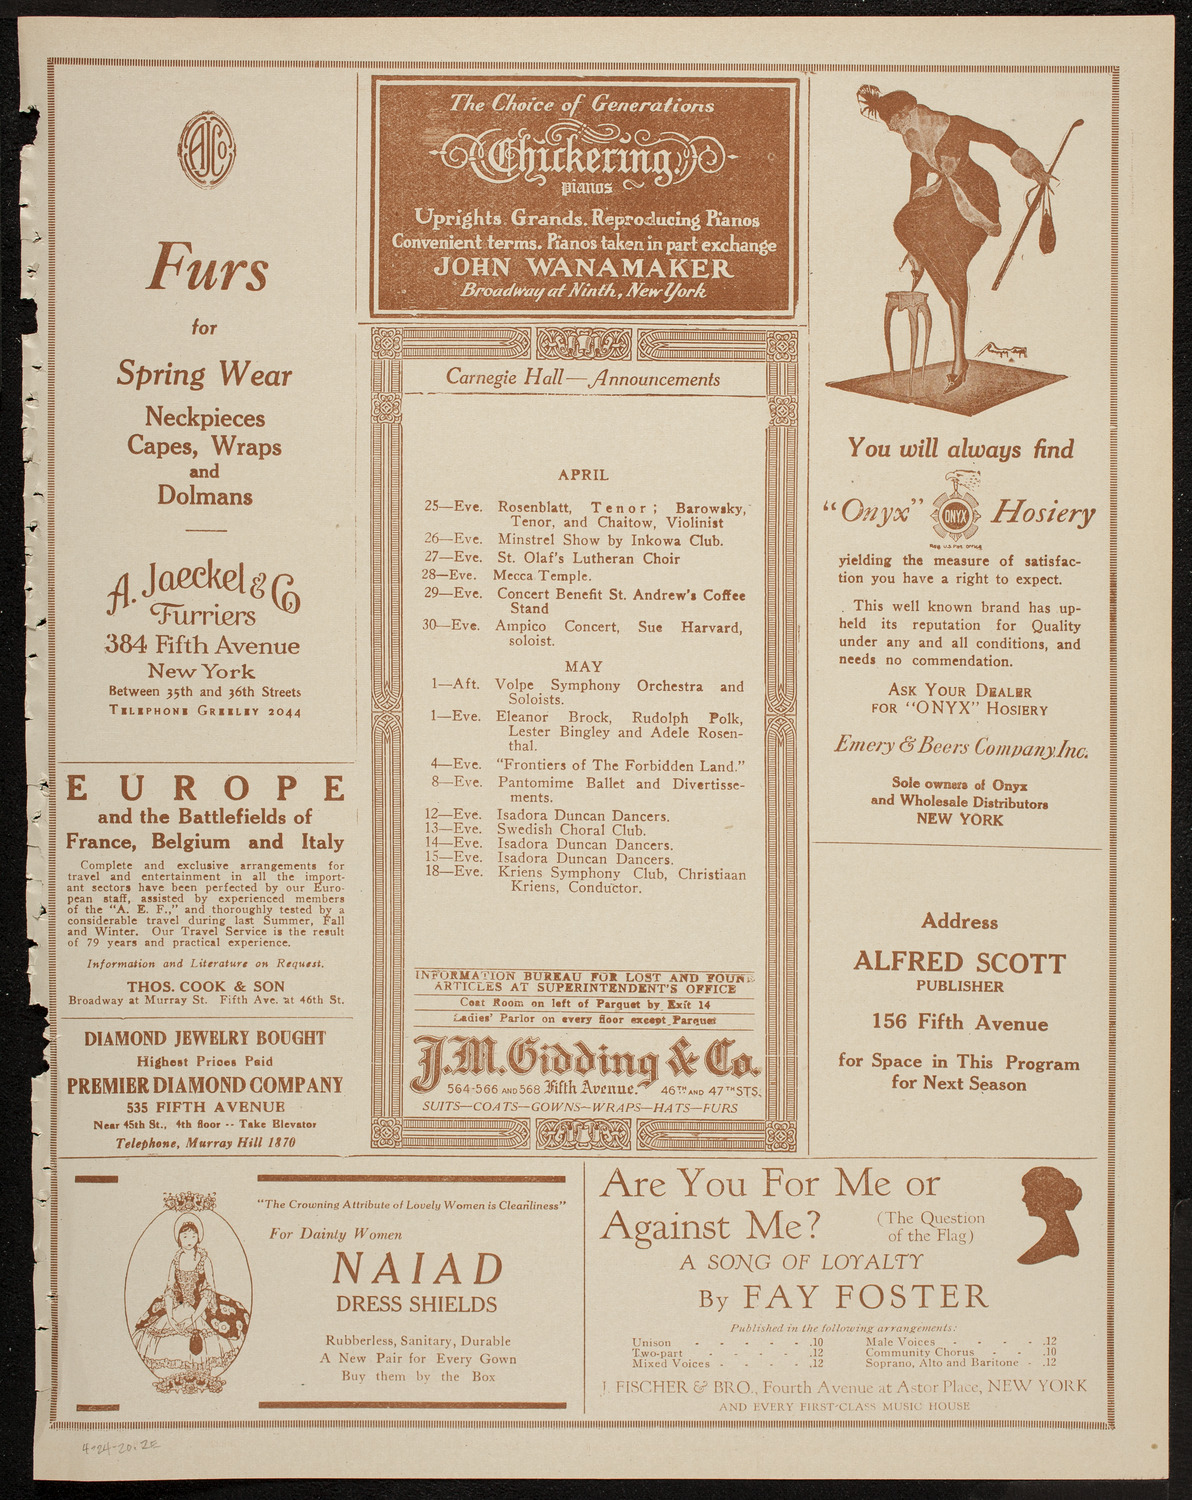 AJCo
Furs
for
Spring Wear
Neckpieces
Capes, Wraps
and
Dolmans
A. Jaeckel & Co
Furriers
384 Fifth Avenue
New York
Between 35th and 36th Streets
TELEPHONE GREELEY 2044
EUROPE
and the Battlefields of
France, Belgium and Italy
Complete and exclusive arrangements for
travel and entertainment in all the import-
ant sectors have been perfected by our Euro-
pean staff, assisted by experienced members
of the "A. E. F.," and thoroughly tested by a
considerable travel during last Summer, Fall
and Winter. Our Travel Service is the result
of 79 years and practical experience.
Information and Literature on Request.
THOS. COOK & SON
Broadway at Murray St. Fifth Ave. at 46th St.
DIAMOND JEWELRY BOUGHT
Highest Prices Paid
PREMIER DIAMOND COMPANY
535 FIFTH AVENUE
Near 45th St., 4th floor -- Take Elevator
Telephone, Murray Hill 1870
The Choice of Generations
Chickering
pianos
Uprights. Grands. Reproducing Pianos
Convenient terms. Pianos taken in part exchange
JOHN WANAMAKER
Broadway at Ninth, New York
Carnegie Hall — Announcements
APRIL
25—Eve. Rosenblatt, Tenor; Barowsky,
Tenor, and Chaitow, Violinist
26—Eve. Minstrel Show by Inkowa Club.
27—Eve. St. Olaf's Lutheran Choir
28—Eve. Mecca Temple.
29—Eve. Concert Benefit St. Andrew's Coffee
Stand
30—Eve. Ampico Concert, Sue Harvard,
soloist.
MAY
1—Aft. Volpe Symphony Orchestra and
Soloists.
1—Eve. Eleanor Brock, Rudolph Polk,
Lester Bingley and Adele Rosen-
thal.
4—Eve. "Frontiers of The Forbidden Land."
8—Eve. Pantomime Ballet and Divertisse-
ments.
12—Eve. Isadora Duncan Dancers.
13—Eve. Swedish Choral Club.
14—Eve. Isadora Duncan Dancers.
15—Eve. Isadora Duncan Dancers.
18—Eve. Kriens Symphony Club, Christiaan
Kriens, Conductor.
INFORMATION BUREAU FOR LOST AND FOUND
ARTICLES AT SUPERINTENDENT'S OFFICE
Coat Room on left of Parquet by Exit 14
Ladies' Parlor on every floor except Parquet
J.M. Gidding & Co.
564-566 AND 568 Fifth Avenue. 46TH AND 47TH STS.
SUITS—COATS—GOWNS—WRAPS—HATS—FURS
You will always find
"Onyx" ONYX Hosiery
Reg. U.S. Pat. Office
yielding the measure of satisfac-
tion you have a right to expect.
This well known brand has up-
held its reputation for Quality
under any and all conditions, and
needs no commendation.
ASK YOUR DEALER
FOR "ONYX" HOSIERY
Emery & Beers Company, Inc.
Sole owners of Onyx
and Wholesale Distributors
NEW YORK
Address
ALFRED SCOTT
PUBLISHER
156 Fifth Avenue
for Space in This Program
for Next Season
"The Crowning Attribute of Lovely Women is Cleanliness"
For Dainty Women
NAIAD
DRESS SHIELDS
Rubberless, Sanitary, Durable
A New Pair for Every Gown
Buy them by the Box
Are You For Me or
Against Me? (The Question
of the Flag)
A SONG OF LOYALTY
By FAY FOSTER
Published in the following arrangements:
Unison - - - - - .10 Male Voices - - - - .12
Two-part - - - - - .12 Community Chorus - - .10
Mixed Voices - - - - .12 Soprano, Alto and Baritone - .12
J. FISCHER & BRO., Fourth Avenue at Astor Place, NEW YORK
AND EVERY FIRST-CLASS MUSIC HOUSE
4-24-20: 2E